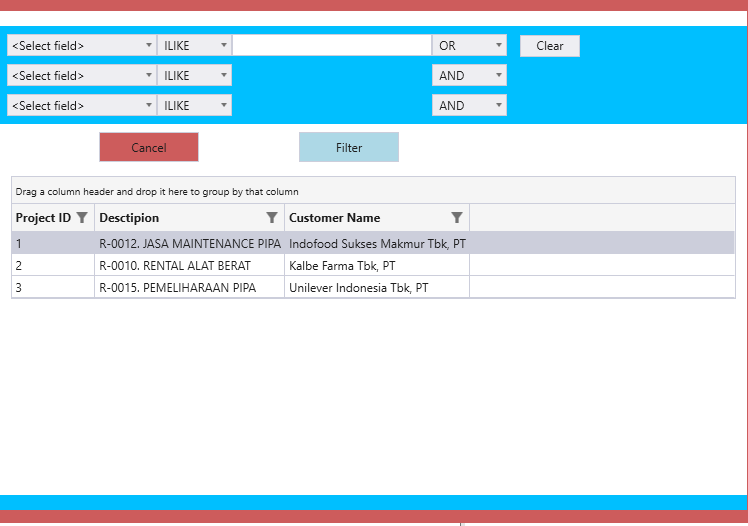 <Select field> ILIKE OR Clear
<Select field> ILIKE AND
<Select field> ILIKE AND
Cancel Filter
Drag a column header and drop it here to group by that column
Project ID Desctipion Customer Name
1 R-0012. JASA MAINTENANCE PIPA Indofood Sukses Makmur Tbk, PT
2 R-0010. RENTAL ALAT BERAT Kalbe Farma Tbk, PT
3 R-0015. PEMELIHARAAN PIPA Unilever Indonesia Tbk, PT